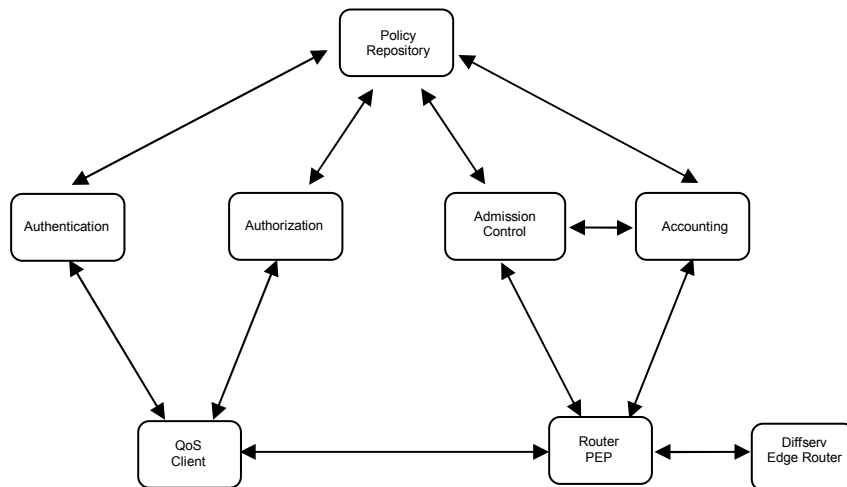 Policy
Repository
Authentication
Authorization
Admission
Control
Accounting
QoS
Client
Router
PEP
Diffserv
Edge Router